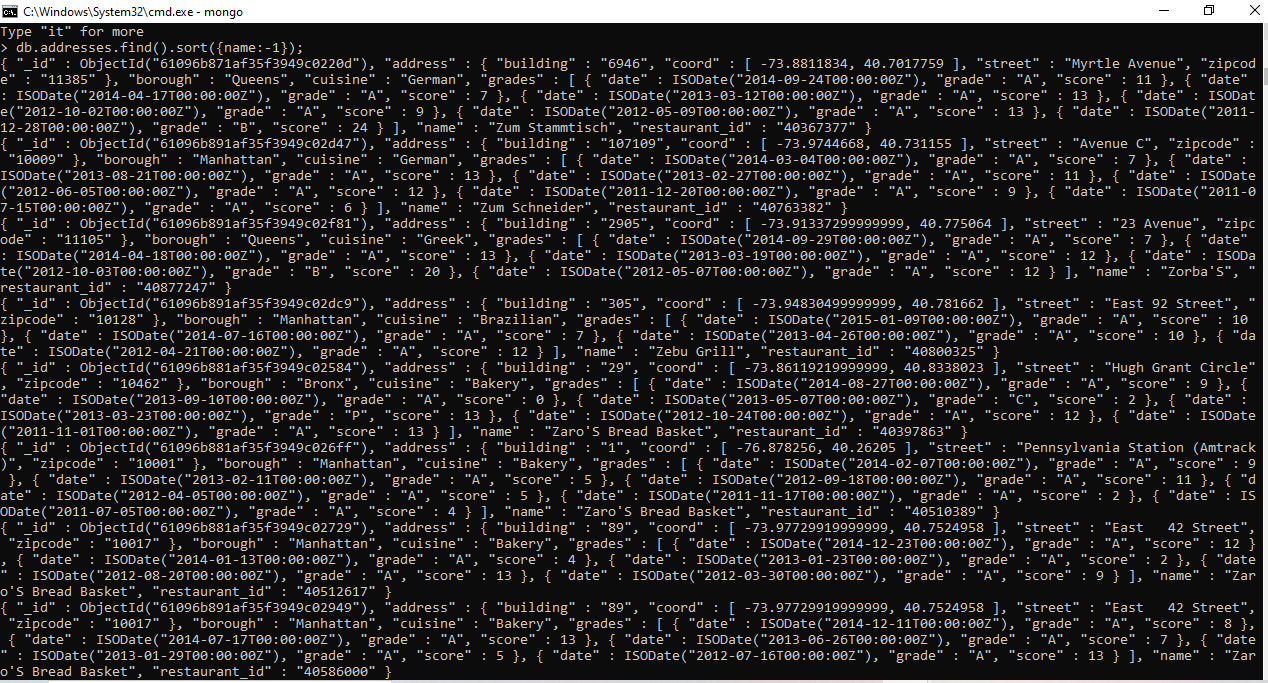 C:\Windows\System32\cmd.exe - mongo
Type "it" for more
> db.addresses.find().sort({name:-1});
{ "_id" : ObjectId("61096b871af35f3949c0220d"), "address" : { "building" : "6946", "coord" : [ -73.8811834, 40.7017759 ], "street" : "Myrtle Avenue", "zipcod
e" : "11385" }, "borough" : "Queens", "cuisine" : "German", "grades" : [ { "date" : ISODate("2014-09-24T00:00:00Z"), "grade" : "A", "score" : 11 }, { "date"
: ISODate("2014-04-17T00:00:00Z"), "grade" : "A", "score" : 7 }, { "date" : ISODate("2013-03-12T00:00:00Z"), "grade" : "A", "score" : 13 }, { "date" : ISODat
e("2012-10-02T00:00:00Z"), "grade" : "A", "score" : 9 }, { "date" : ISODate("2012-05-09T00:00:00Z"), "grade" : "A", "score" : 13 }, { "date" : ISODate("2011-
12-28T00:00:00Z"), "grade" : "B", "score" : 24 } ], "name" : "Zum Stammtisch", "restaurant_id" : "40367377" }
{ "_id" : ObjectId("61096b881af35f3949c02d47"), "address" : { "building" : "107109", "coord" : [ -73.9744668, 40.731155 ], "street" : "Avenue C", "zipcode" :
"10009" }, "borough" : "Manhattan", "cuisine" : "German", "grades" : [ { "date" : ISODate("2014-03-04T00:00:00Z"), "grade" : "A", "score" : 7 }, { "date" :
ISODate("2013-08-21T00:00:00Z"), "grade" : "A", "score" : 13 }, { "date" : ISODate("2013-02-27T00:00:00Z"), "grade" : "A", "score" : 11 }, { "date" : ISODate
("2012-06-05T00:00:00Z"), "grade" : "A", "score" : 12 }, { "date" : ISODate("2011-12-20T00:00:00Z"), "grade" : "A", "score" : 9 }, { "date" : ISODate("2011-0
7-15T00:00:00Z"), "grade" : "A", "score" : 6 } ], "name" : "Zum Schneider", "restaurant_id" : "40763382" }
{ "_id" : ObjectId("61096b881af35f3949c02f81"), "address" : { "building" : "2905", "coord" : [ -73.91337299999999, 40.775064 ], "street" : "23 Avenue", "zipc
ode" : "11105" }, "borough" : "Queens", "cuisine" : "Greek", "grades" : [ { "date" : ISODate("2014-09-29T00:00:00Z"), "grade" : "A", "score" : 7 }, { "date"
: ISODate("2014-04-18T00:00:00Z"), "grade" : "A", "score" : 13 }, { "date" : ISODate("2013-03-19T00:00:00Z"), "grade" : "A", "score" : 12 }, { "date" : ISODa
te("2012-10-03T00:00:00Z"), "grade" : "B", "score" : 20 }, { "date" : ISODate("2012-05-07T00:00:00Z"), "grade" : "A", "score" : 12 } ], "name" : "Zorba'S", "
restaurant_id" : "40877247" }
{ "_id" : ObjectId("61096b881af35f3949c02dc9"), "address" : { "building" : "305", "coord" : [ -73.94830499999999, 40.781662 ], "street" : "East 92 Street", "
zipcode" : "10128" }, "borough" : "Manhattan", "cuisine" : "Brazilian", "grades" : [ { "date" : ISODate("2015-01-09T00:00:00Z"), "grade" : "A", "score" : 10
}, { "date" : ISODate("2014-07-16T00:00:00Z"), "grade" : "A", "score" : 7 }, { "date" : ISODate("2013-04-26T00:00:00Z"), "grade" : "A", "score" : 10 }, { "da
te" : ISODate("2012-04-21T00:00:00Z"), "grade" : "A", "score" : 12 } ], "name" : "Zebu Grill", "restaurant_id" : "40800325" }
{ "_id" : ObjectId("61096b881af35f3949c02584"), "address" : { "building" : "29", "coord" : [ -73.86119219999999, 40.8338023 ], "street" : "Hugh Grant Circle"
, "zipcode" : "10462" }, "borough" : "Bronx", "cuisine" : "Bakery", "grades" : [ { "date" : ISODate("2014-08-27T00:00:00Z"), "grade" : "A", "score" : 9 }, {
"date" : ISODate("2013-09-10T00:00:00Z"), "grade" : "A", "score" : 0 }, { "date" : ISODate("2013-05-07T00:00:00Z"), "grade" : "C", "score" : 2 }, { "date" :
ISODate("2013-03-23T00:00:00Z"), "grade" : "P", "score" : 13 }, { "date" : ISODate("2012-10-24T00:00:00Z"), "grade" : "A", "score" : 12 }, { "date" : ISODate
("2011-11-01T00:00:00Z"), "grade" : "A", "score" : 13 } ], "name" : "Zaro'S Bread Basket", "restaurant_id" : "40397863" }
{ "_id" : ObjectId("61096b881af35f3949c026ff"), "address" : { "building" : "1", "coord" : [ -76.878256, 40.26205 ], "street" : "Pennsylvania Station (Amtrack
)", "zipcode" : "10001" }, "borough" : "Manhattan", "cuisine" : "Bakery", "grades" : [ { "date" : ISODate("2014-02-07T00:00:00Z"), "grade" : "A", "score" : 9
}, { "date" : ISODate("2013-02-11T00:00:00Z"), "grade" : "A", "score" : 5 }, { "date" : ISODate("2012-09-18T00:00:00Z"), "grade" : "A", "score" : 11 }, { "d
ate" : ISODate("2012-04-05T00:00:00Z"), "grade" : "A", "score" : 5 }, { "date" : ISODate("2011-11-17T00:00:00Z"), "grade" : "A", "score" : 2 }, { "date" : IS
ODate("2011-07-05T00:00:00Z"), "grade" : "A", "score" : 4 } ], "name" : "Zaro'S Bread Basket", "restaurant_id" : "40510389" }
{ "_id" : ObjectId("61096b881af35f3949c02729"), "address" : { "building" : "89", "coord" : [ -73.97729919999999, 40.7524958 ], "street" : "East   42 Street",
"zipcode" : "10017" }, "borough" : "Manhattan", "cuisine" : "Bakery", "grades" : [ { "date" : ISODate("2014-12-23T00:00:00Z"), "grade" : "A", "score" : 12 }
, { "date" : ISODate("2014-01-13T00:00:00Z"), "grade" : "A", "score" : 4 }, { "date" : ISODate("2013-01-23T00:00:00Z"), "grade" : "A", "score" : 2 }, { "date
" : ISODate("2012-08-20T00:00:00Z"), "grade" : "A", "score" : 13 }, { "date" : ISODate("2012-03-30T00:00:00Z"), "grade" : "A", "score" : 9 } ], "name" : "Zar
o'S Bread Basket", "restaurant_id" : "40512617" }
{ "_id" : ObjectId("61096b881af35f3949c02949"), "address" : { "building" : "89", "coord" : [ -73.97729919999999, 40.7524958 ], "street" : "East   42 Street",
"zipcode" : "10017" }, "borough" : "Manhattan", "cuisine" : "Bakery", "grades" : [ { "date" : ISODate("2014-12-11T00:00:00Z"), "grade" : "A", "score" : 8 },
{ "date" : ISODate("2014-07-17T00:00:00Z"), "grade" : "A", "score" : 13 }, { "date" : ISODate("2013-06-26T00:00:00Z"), "grade" : "A", "score" : 7 }, { "date"
: ISODate("2013-01-29T00:00:00Z"), "grade" : "A", "score" : 5 }, { "date" : ISODate("2012-07-16T00:00:00Z"), "grade" : "A", "score" : 13 } ], "name" : "Zar
o'S Bread Basket", "restaurant_id" : "40586000" }